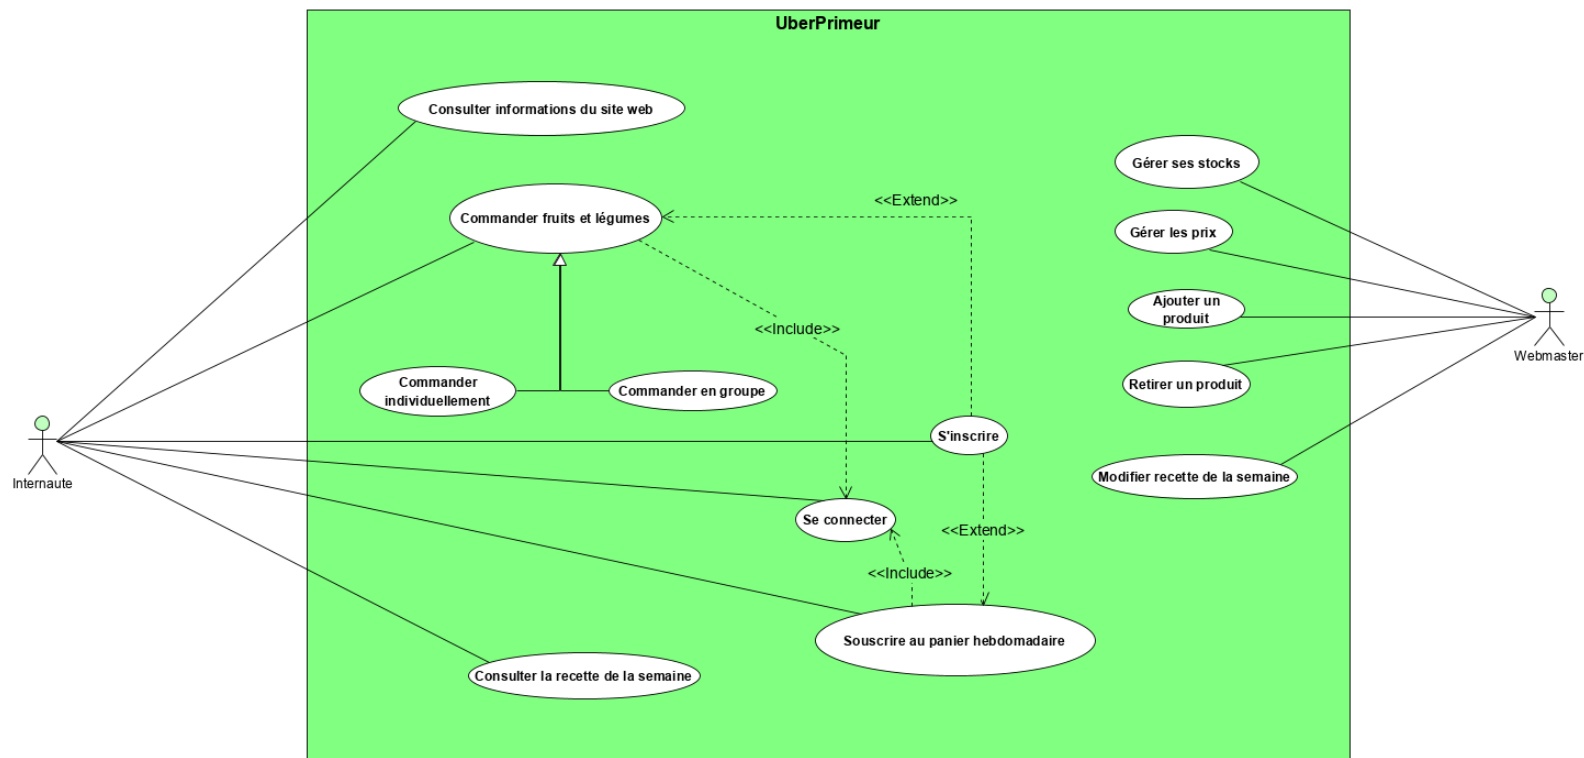 UberPrimeur
Consulter informations du site web
Gérer ses stocks
<<Extend>>
Commander fruits et légumes
Gérer les prix
Ajouter un
produit
<<Include>>
Webmaster
Commander
individuellement
Commander en groupe
Retirer un produit
S'inscrire
Internaute
Modifier recette de la semaine
Se connecter
<<Extend>>
<<Include>>
Souscrire au panier hebdomadaire
Consulter la recette de la semaine